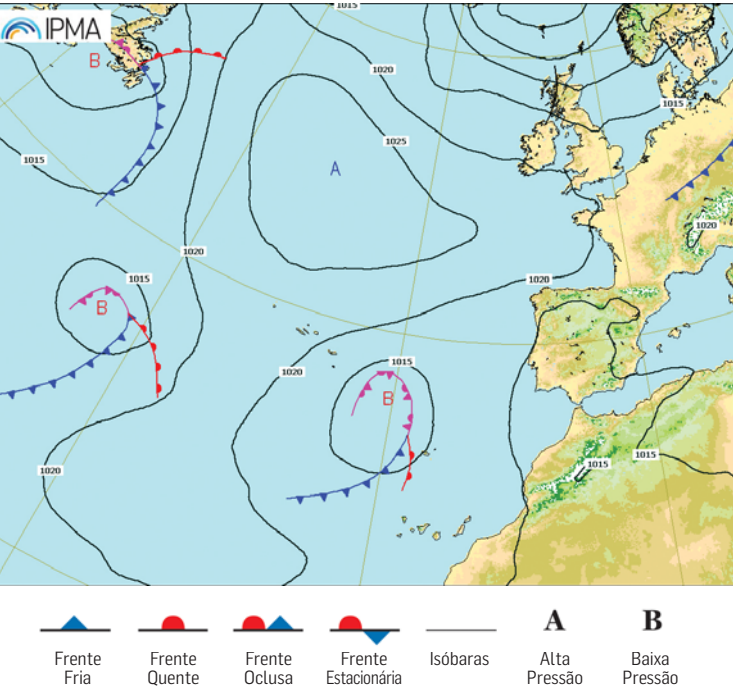 1015
IPMA
B
1020
1015
1025
1015
A
1020
1020
1015
1020
B
1015
1020
B
1015
1020
1015
1015
A
B
Frente
Fria
Frente
Quente
Frente
Oclusa
Frente
Estacionária
Isóbaras
Alta
Pressão
Baixa
Pressão